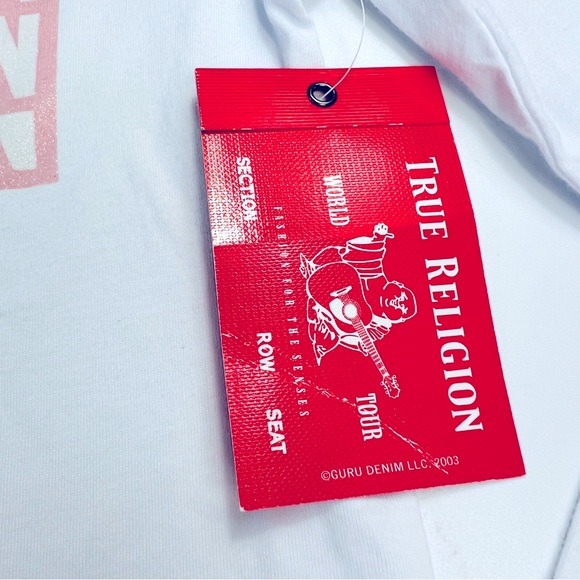 TRUE RELIGION
WORLD TOUR
FASHION FOR THE SENSES
SECTION ROW SEAT
©GURU DENIM LLC. 2003
N
N